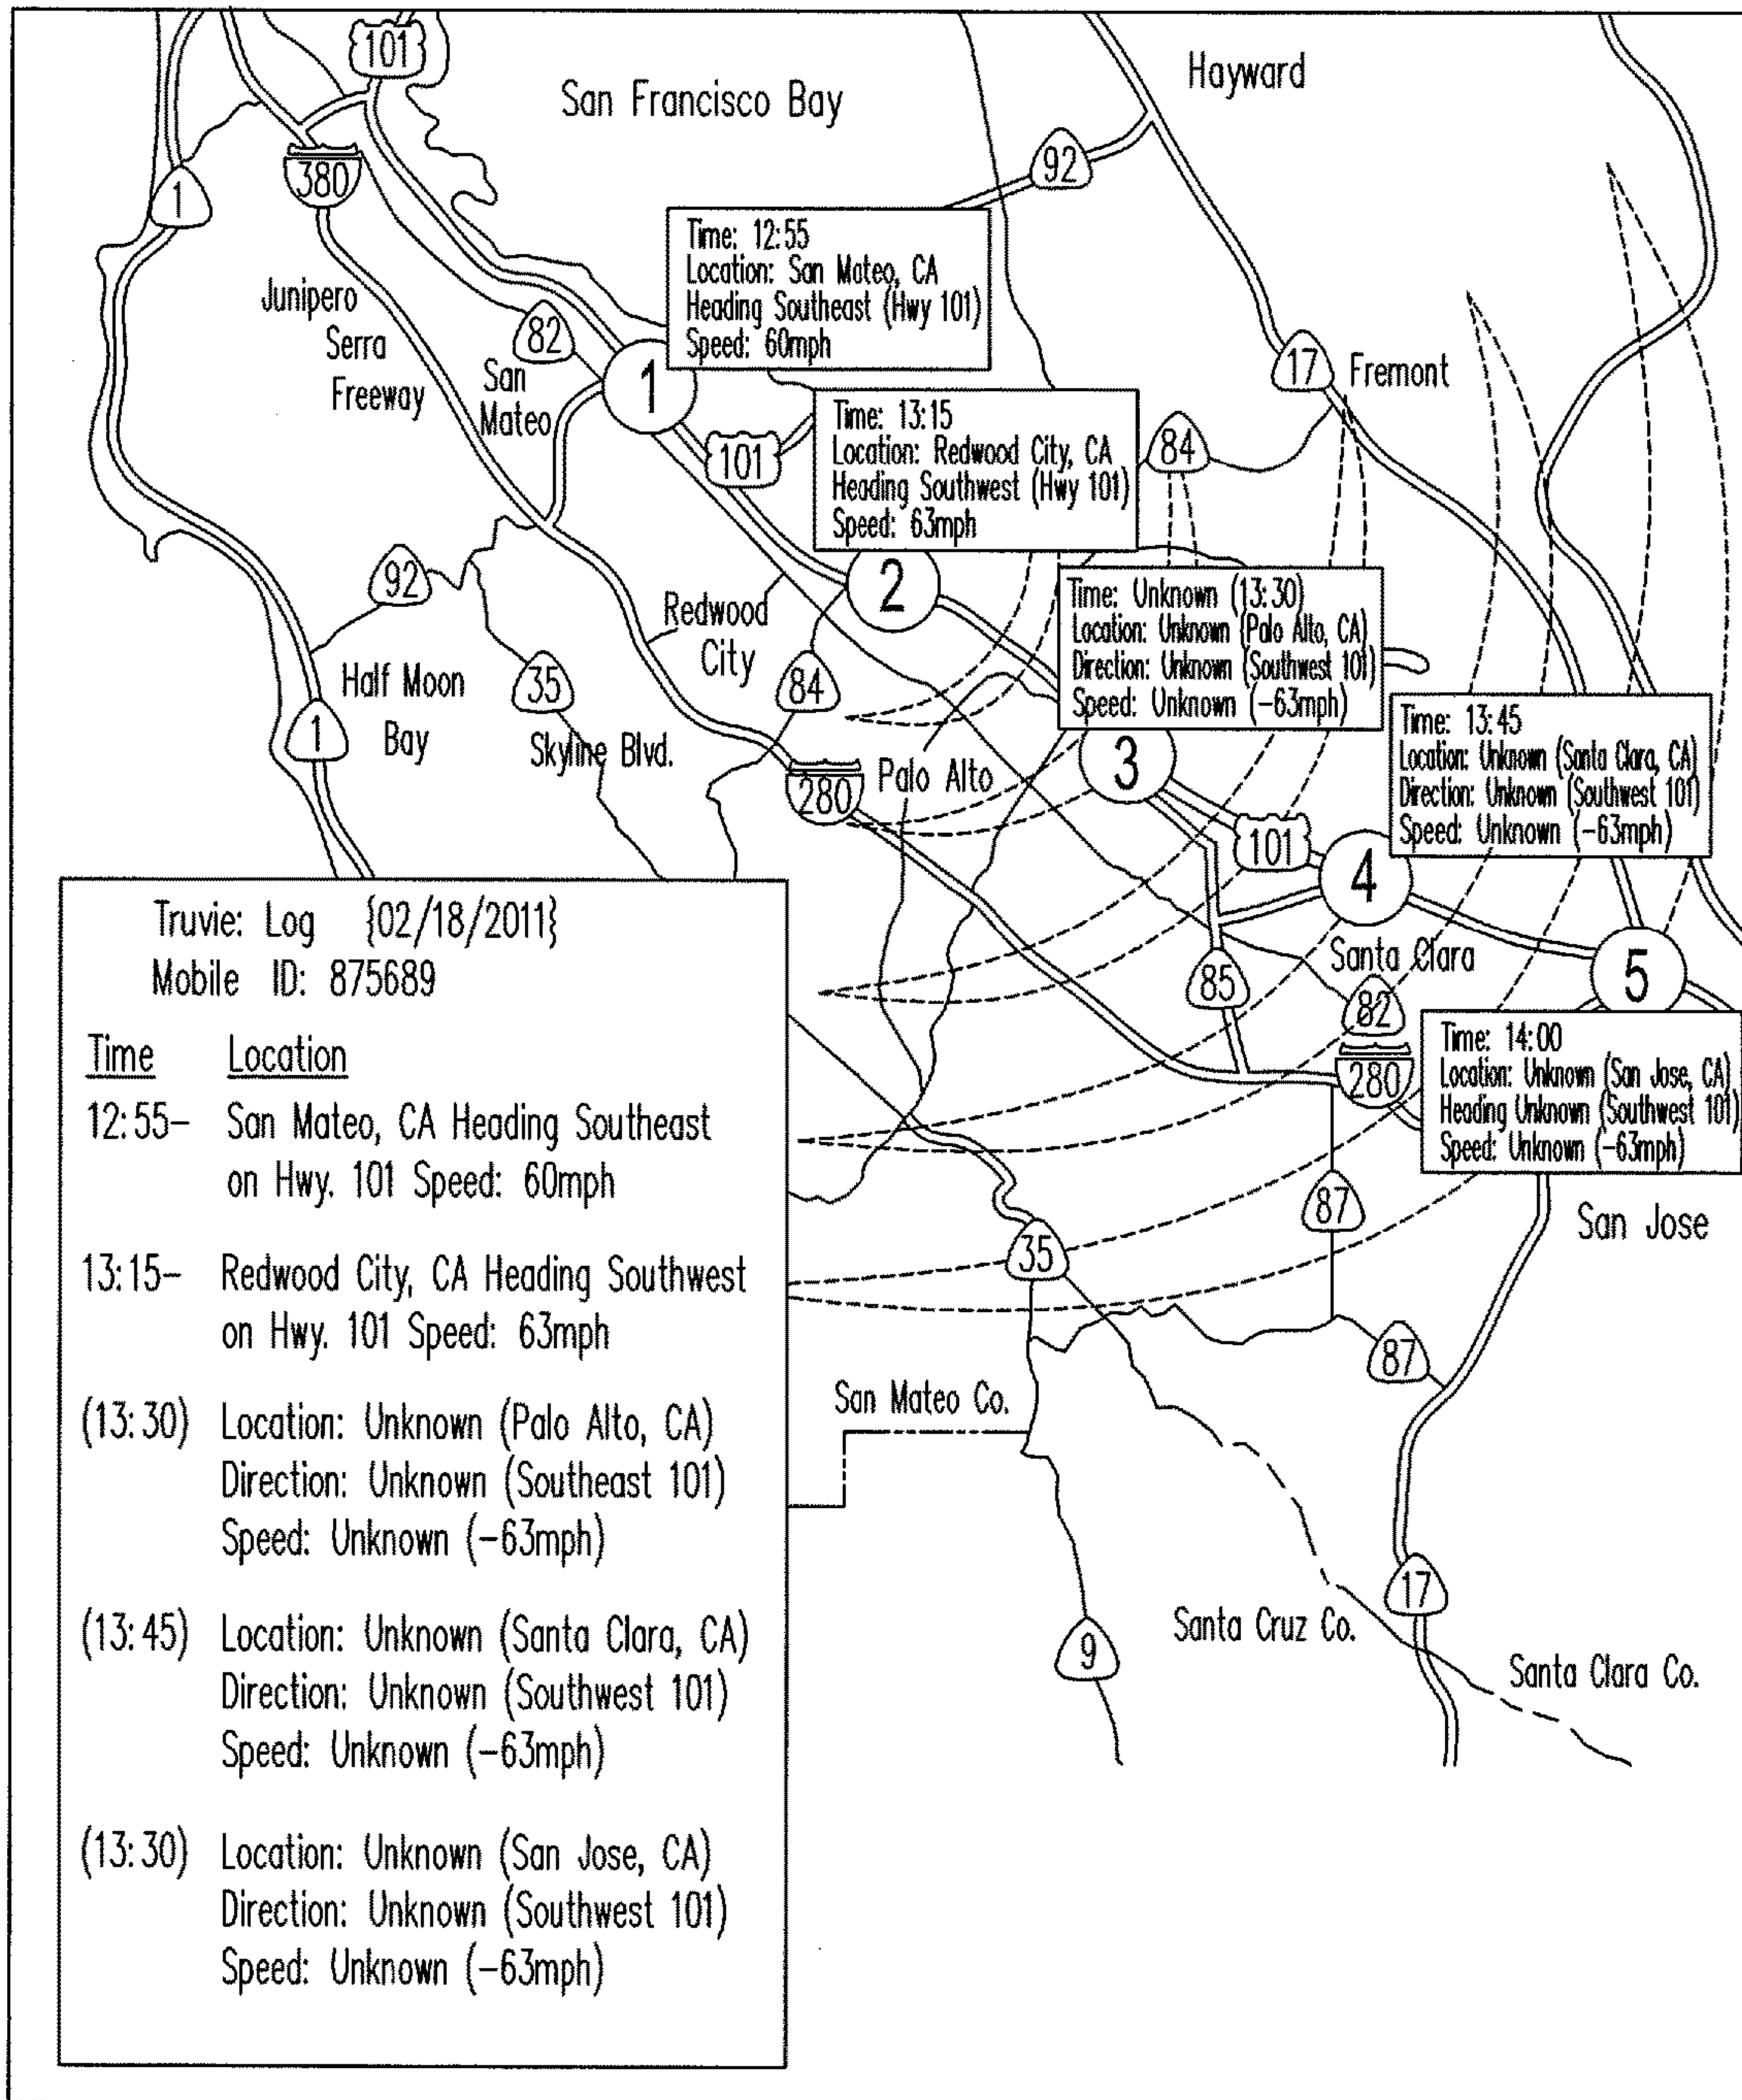 101
San Francisco Bay
Hayward
92
380
1
Time: 12:55
Location: San Mateo, CA
Heading Southeast (Hwy 101)
Speed: 60mph
Junipero
Serra
Freeway
82
San
Mateo
1
17
Fremont
101
Time: 13:15
Location: Redwood City, CA
Heading Southwest (Hwy 101)
Speed: 63mph
84
92
2
Redwood
City
Time: Unknown (13:30)
Location: Unknown (Palo Alto, CA)
Direction: Unknown (Southwest 101)
Speed: Unknown (-63mph)
Half Moon
Bay
1
35
84
Skyline Blvd.
280
Palo Alto
3
Time: 13:45
Location: Unknown (Santa Clara, CA)
Direction: Unknown (Southwest 101)
Speed: Unknown (-63mph)
101
4
Santa Clara
5
85
82
280
Time: 14:00
Location: Unknown (San Jose, CA)
Heading Unknown (Southwest 101)
Speed: Unknown (-63mph)
87
San Jose
35
87
San Mateo Co.
17
9
Santa Cruz Co.
Santa Clara Co.
Truvie: Log {02/18/2011}
Mobile ID: 875689
Time Location
12:55- San Mateo, CA Heading Southeast
on Hwy. 101 Speed: 60mph
13:15- Redwood City, CA Heading Southwest
on Hwy. 101 Speed: 63mph
(13:30) Location: Unknown (Palo Alto, CA)
Direction: Unknown (Southeast 101)
Speed: Unknown (-63mph)
(13:45) Location: Unknown (Santa Clara, CA)
Direction: Unknown (Southwest 101)
Speed: Unknown (-63mph)
(13:30) Location: Unknown (San Jose, CA)
Direction: Unknown (Southwest 101)
Speed: Unknown (-63mph)